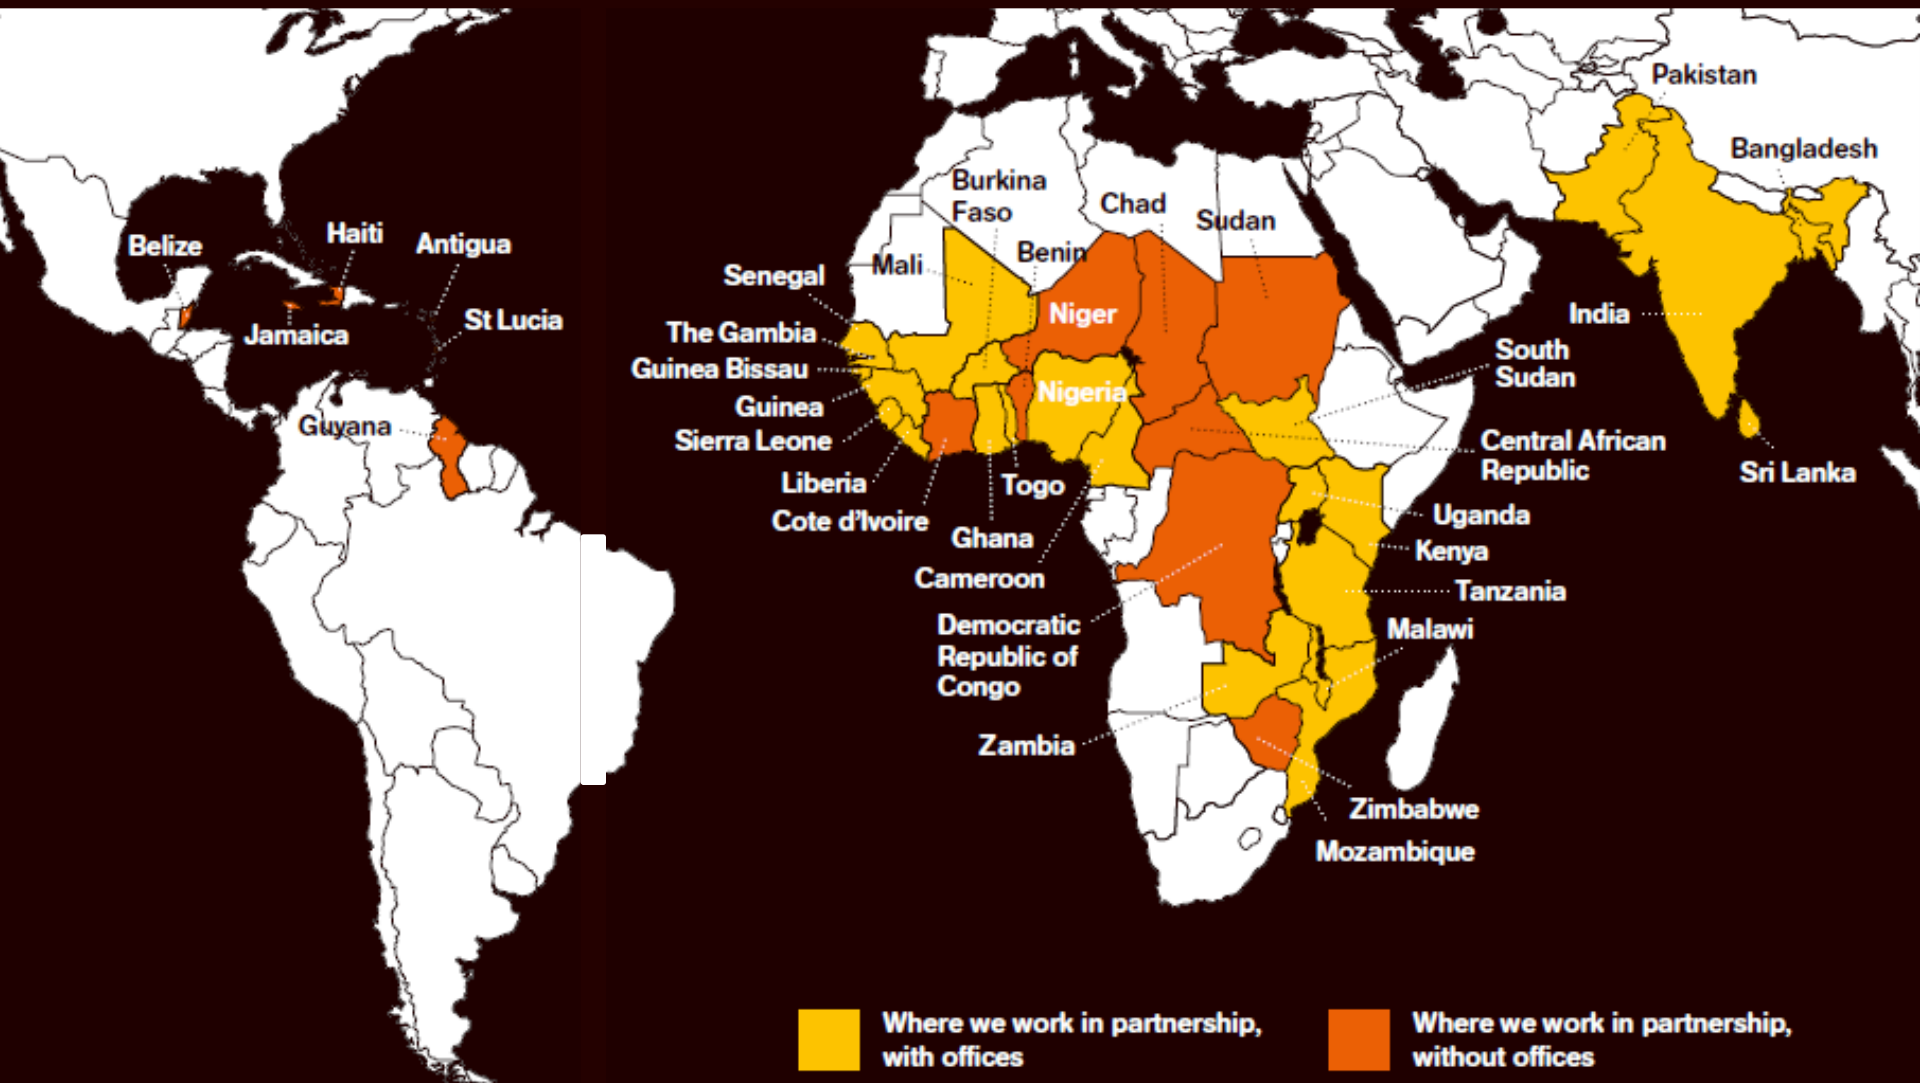 Belize
Haiti
Antigua
Jamaica
St Lucia
Guyana
Burkina
Faso
Chad
Sudan
Benin
Mali
Senegal
Niger
The Gambia
Guinea Bissau
Nigeria
Guinea
Sierra Leone
Liberia
Togo
Cote d'Ivoire
Ghana
Cameroon
Democratic
Republic of
Congo
Zambia
Pakistan
Bangladesh
India
South
Sudan
Central African
Republic
Sri Lanka
Uganda
Kenya
Tanzania
Malawi
Zimbabwe
Mozambique
Where we work in partnership,
with offices
Where we work in partnership,
without offices